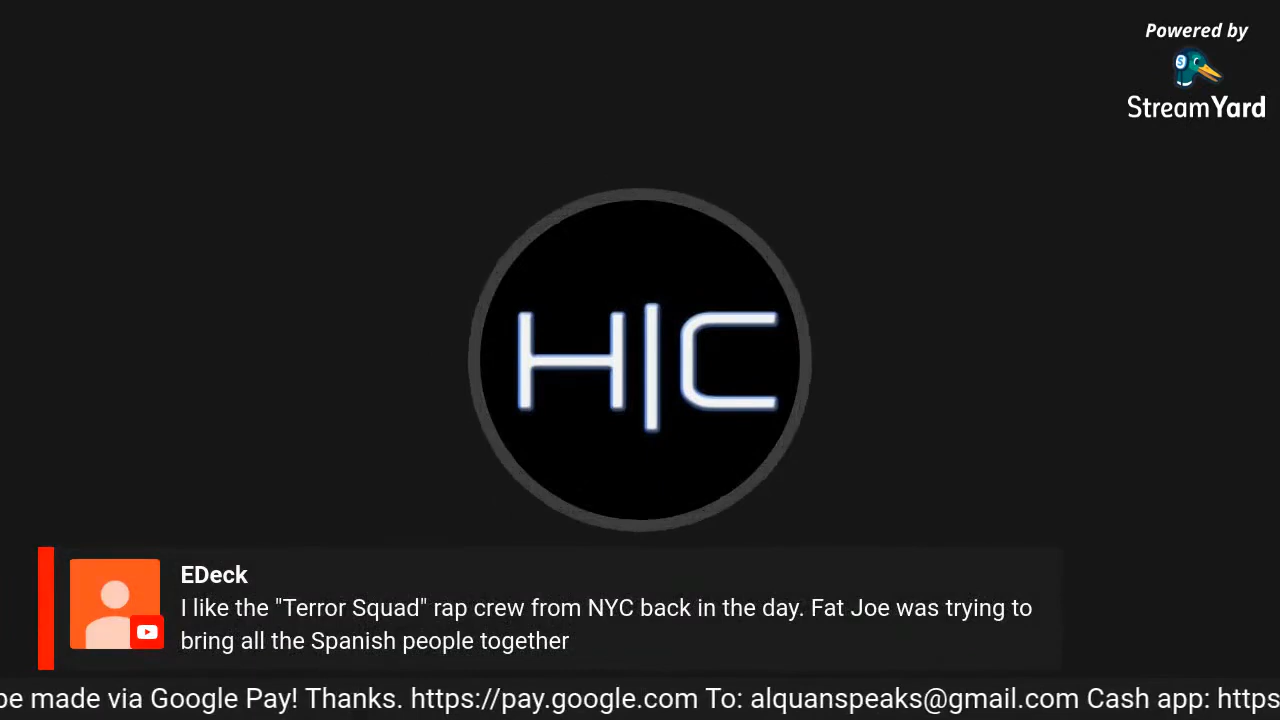 Powered by
StreamYard
H|C
EDeck
I like the "Terror Squad" rap crew from NYC back in the day. Fat Joe was trying to
bring all the Spanish people together
be made via Google Pay! Thanks. https://pay.google.com To: alquanspeaks@gmail.com Cash app: https